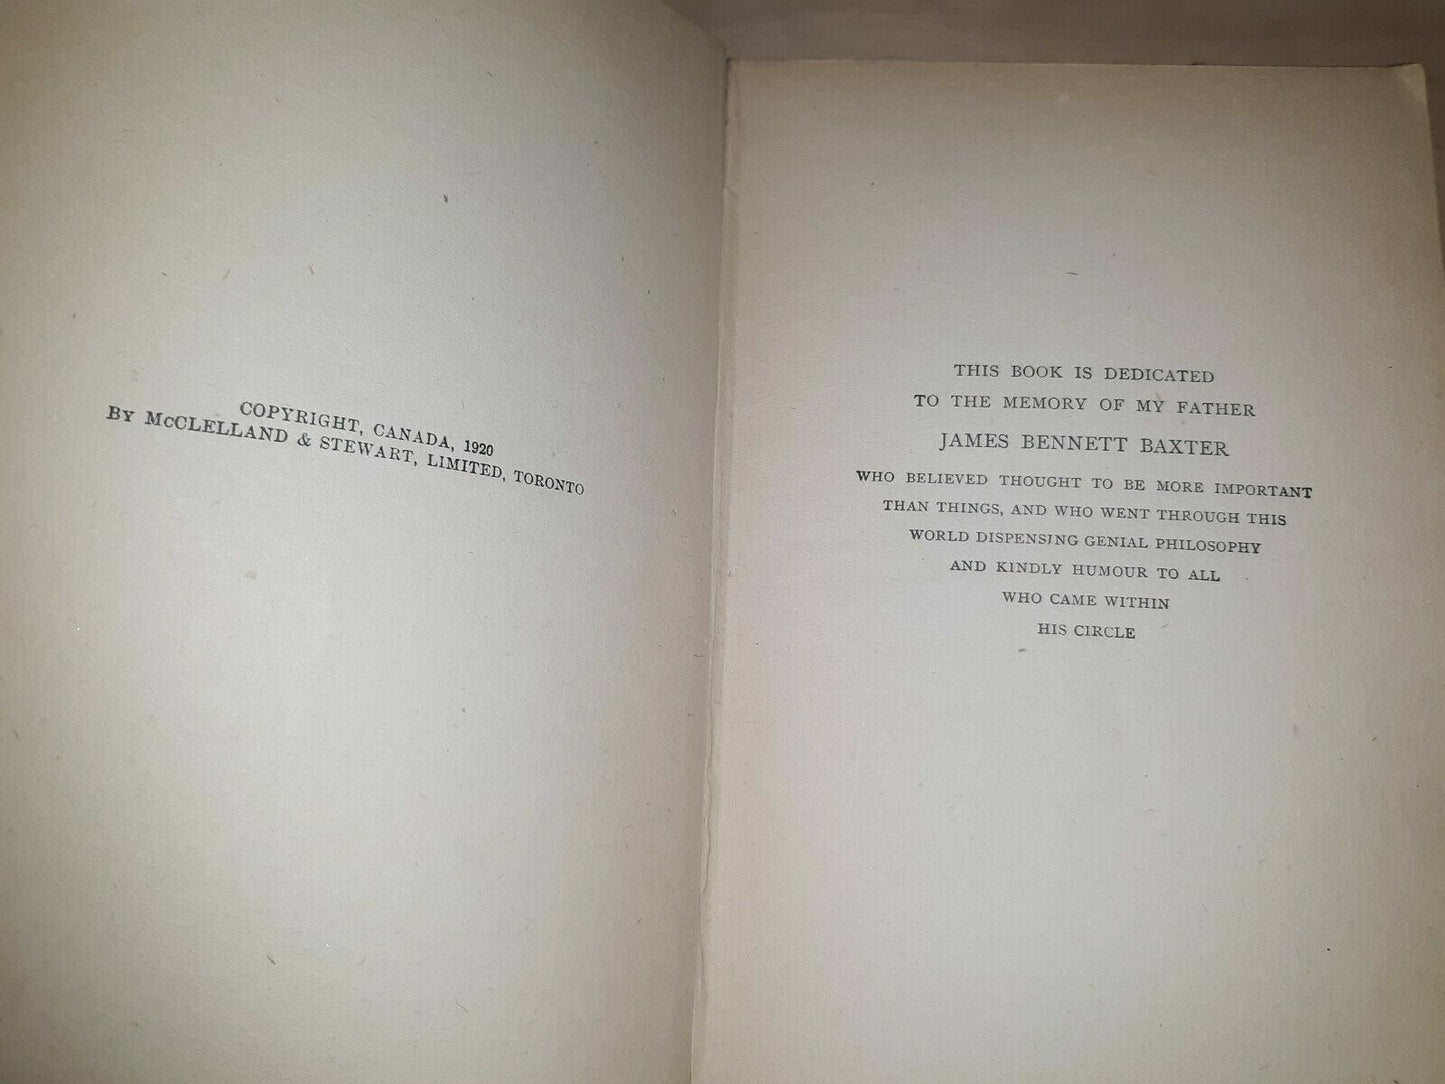 COPYRIGHT, CANADA, 1920
BY MCCLELLAND & STEWART, LIMITED, TORONTO
THIS BOOK IS DEDICATED
TO THE MEMORY OF MY FATHER
JAMES BENNETT BAXTER
WHO BELIEVED THOUGHT TO BE MORE IMPORTANT
THAN THINGS, AND WHO WENT THROUGH THIS
WORLD DISPENSING GENIAL PHILOSOPHY
AND KINDLY HUMOUR TO ALL
WHO CAME WITHIN
HIS CIRCLE